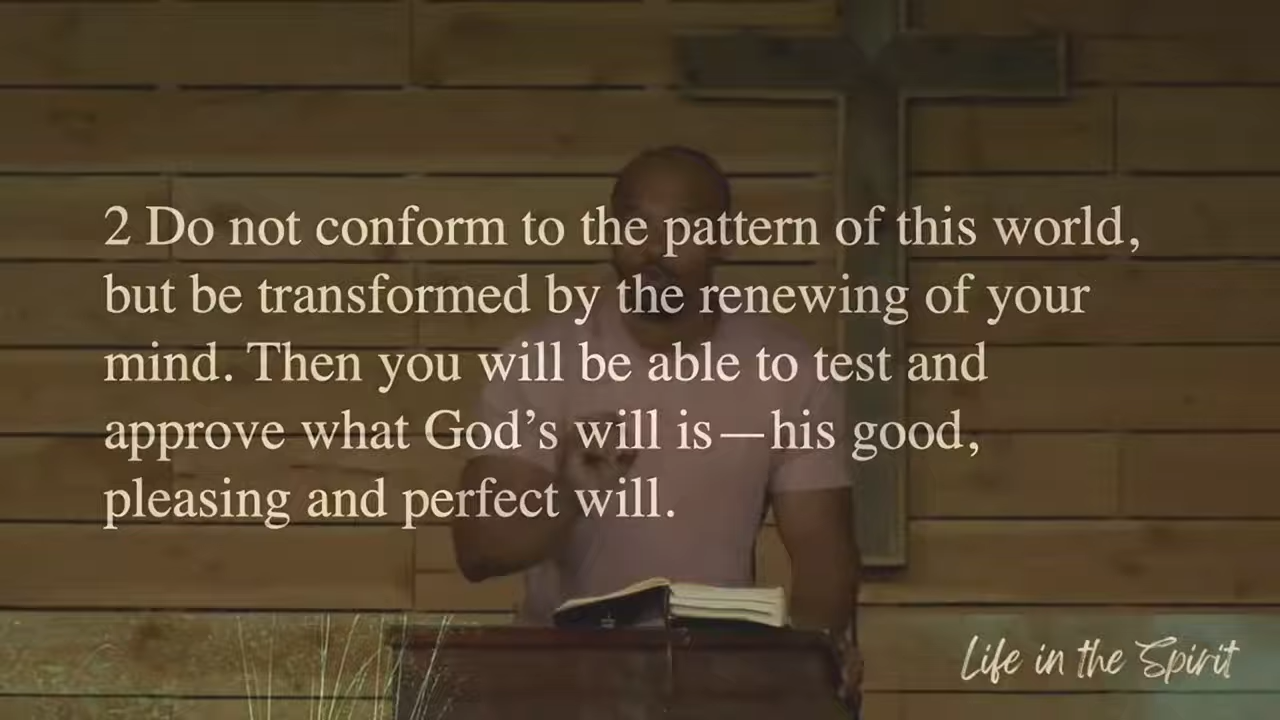 2 Do not conform to the pattern of this world,
but be transformed by the renewing of your
mind. Then you will be able to test and
approve what God’s will is—his good,
pleasing and perfect will.
Life in the Spirit